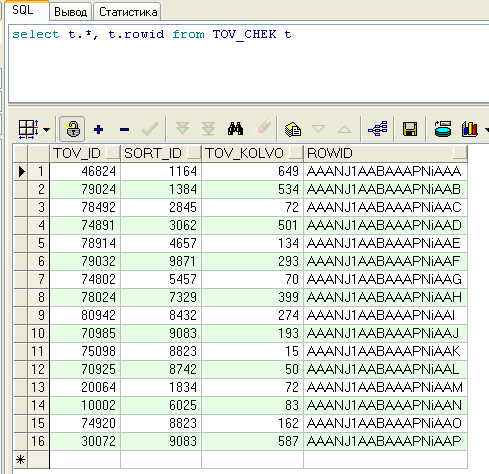 SQL Вывод Статистика
select t.*, t.rowid from TOV_CHEK t
TOV_ID SORT_ID TOV_KOLVO ROWID
1 46824 1164 649 AAANJ1AABAAAPNiAAA
2 79024 1384 534 AAANJ1AABAAAPNiAAB
3 78492 2845 72 AAANJ1AABAAAPNiAAC
4 74891 3062 501 AAANJ1AABAAAPNiAAD
5 78914 4657 134 AAANJ1AABAAAPNiAAE
6 79032 9871 293 AAANJ1AABAAAPNiAAF
7 74802 5457 70 AAANJ1AABAAAPNiAAG
8 78024 7329 399 AAANJ1AABAAAPNiAAH
9 80942 8432 274 AAANJ1AABAAAPNiAAI
10 70985 9083 193 AAANJ1AABAAAPNiAAJ
11 75098 8823 15 AAANJ1AABAAAPNiAAK
12 70925 8742 50 AAANJ1AABAAAPNiAAL
13 20064 1834 72 AAANJ1AABAAAPNiAAM
14 10002 6025 83 AAANJ1AABAAAPNiAAN
15 74920 8823 162 AAANJ1AABAAAPNiAAO
16 30072 9083 587 AAANJ1AABAAAPNiAAP